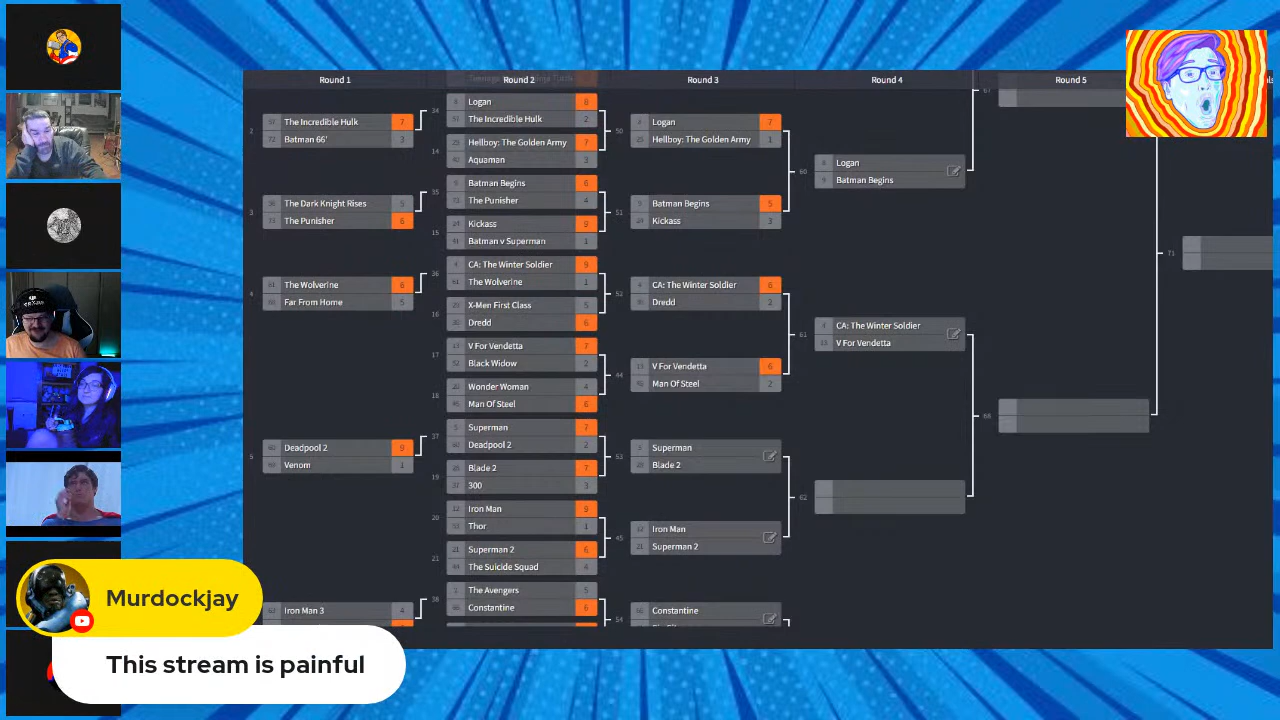 Round 1
Round 2
Round 3
Round 4
Round 5
The Incredible Hulk 7
Batman 66' 3
The Dark Knight Rises 5
The Punisher 6
The Wolverine 6
Far From Home 5
Deadpool 2 9
Venom 1
Iron Man 3 4
Logan 8
The Incredible Hulk 2
Hellboy: The Golden Army 7
Aquaman 3
Batman Begins 6
The Punisher 4
Kickass 9
Batman v Superman 1
CA: The Winter Soldier 9
The Wolverine 1
X-Men First Class 5
Dredd 6
V For Vendetta 7
Black Widow 2
Wonder Woman 4
Man Of Steel 6
Superman 7
Deadpool 2 2
Blade 2 7
300 3
Iron Man 9
Thor 1
Superman 2 6
The Suicide Squad 4
The Avengers 5
Constantine 6
Logan 7
Hellboy: The Golden Army 1
Batman Begins 5
Kickass 3
CA: The Winter Soldier 6
Dredd 2
V For Vendetta 6
Man Of Steel 2
Superman
Blade 2
Iron Man
Superman 2
Constantine
Logan
Batman Begins
CA: The Winter Soldier
V For Vendetta
Murdockjay
This stream is painful